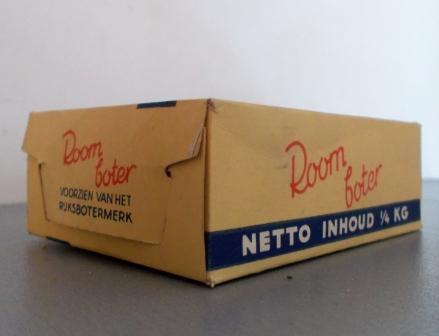 Room
boter
VOORZIEN VAN HET
RIJKSBOTERMERK
Room
boter
NETTO INHOUD ¼ KG